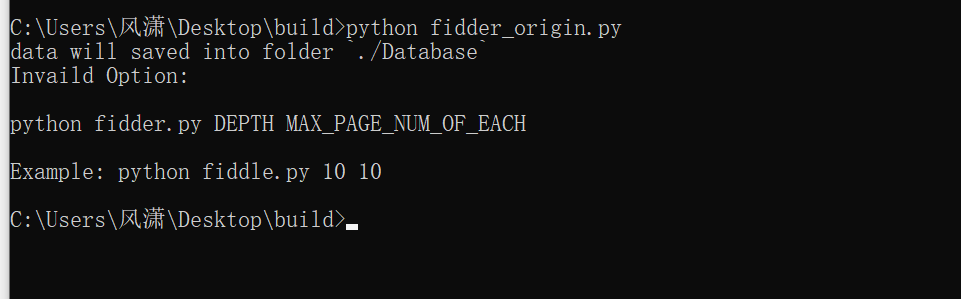 C:\Users\风潇\Desktop\build>python fidder_origin.py
data will saved into folder `./Database`
Invaild Option:
python fidder.py DEPTH MAX_PAGE_NUM_OF_EACH
Example: python fiddle.py 10 10
C:\Users\风潇\Desktop\build>